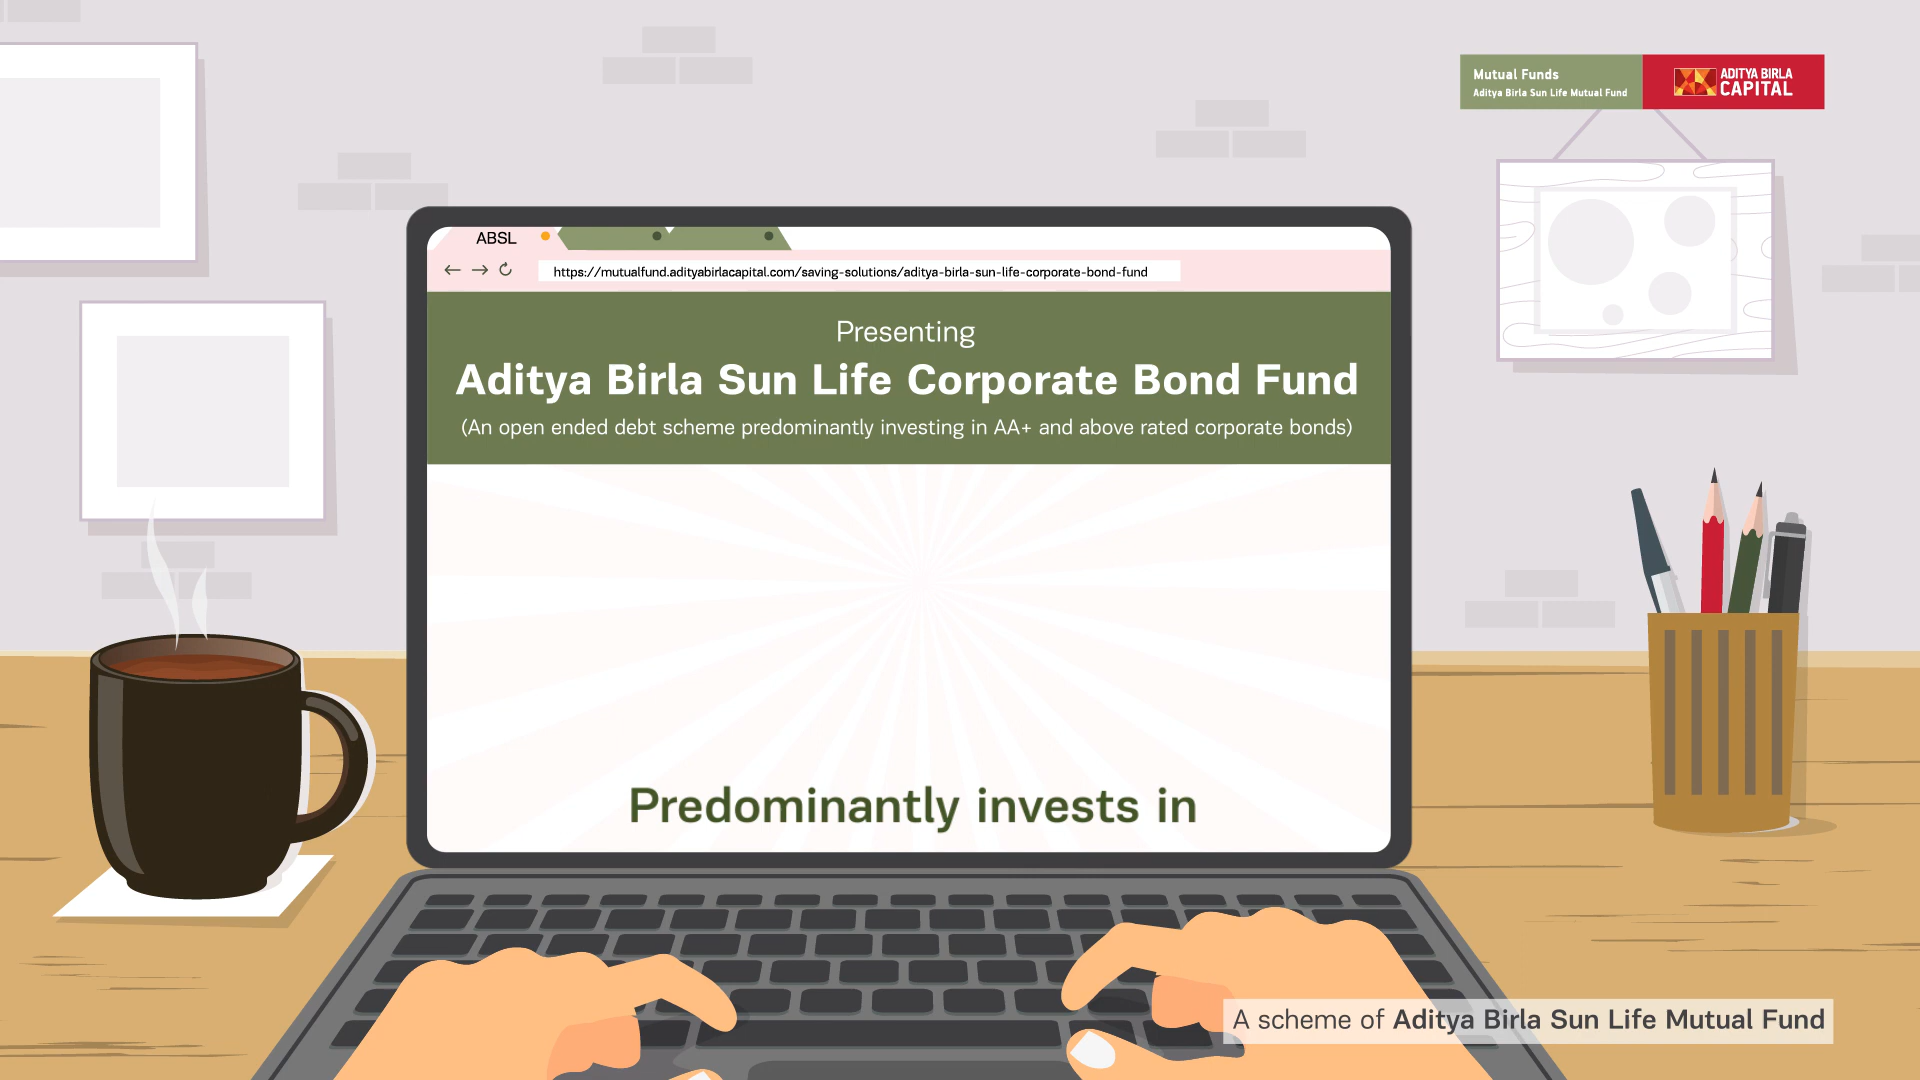 Mutual Funds
Aditya Birla Sun Life Mutual Fund
ADITYA BIRLA
CAPITAL
ABSL
https://mutualfund.adityabirlacapital.com/saving-solutions/aditya-birla-sun-life-corporate-bond-fund
Presenting
Aditya Birla Sun Life Corporate Bond Fund
(An open ended debt scheme predominantly investing in AA+ and above rated corporate bonds)
Predominantly invests in
A scheme of Aditya Birla Sun Life Mutual Fund